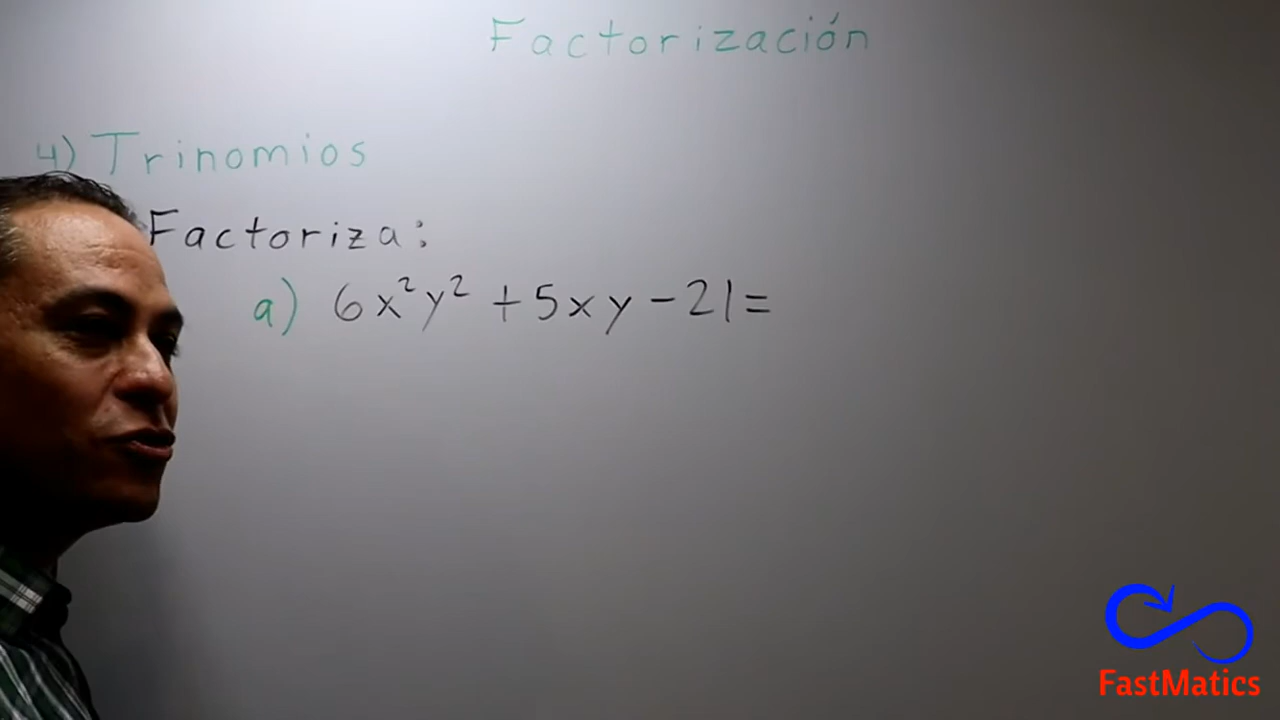 Factorización
4) Trinomios
Factoriza:
a) 6x²y² + 5xy - 21 =
FastMatics